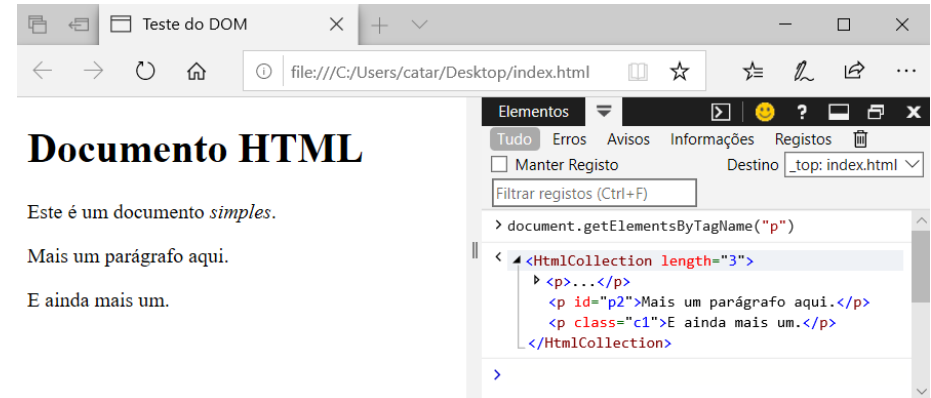 Teste do DOM
file:///C:/Users/catar/Desktop/index.html
Documento HTML
Este é um documento simples.
Mais um parágrafo aqui.
E ainda mais um.
Elementos
?
Tudo Erros Avisos Informações Registos
Manter Registo Destino _top: index.html
Filtrar registos (Ctrl+F)
> document.getElementsByTagName("p")
< <HtmlCollection length="3">
<p>...</p>
<p id="p2">Mais um parágrafo aqui.</p>
<p class="c1">E ainda mais um.</p>
</HtmlCollection>
>